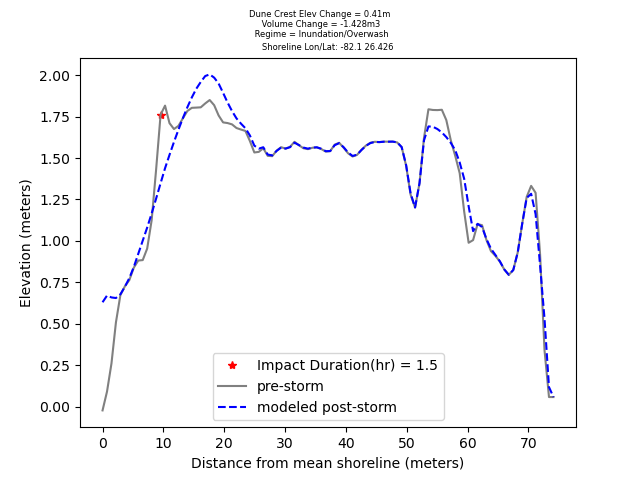 Dune Crest Elev Change = 0.41m
Volume Change = -1.428m3
Regime = Inundation/Overwash
Shoreline Lon/Lat: -82.1 26.426
2.00
1.75
1.50
1.25
1.00
0.75
0.50
0.25
0.00
Elevation (meters)
Impact Duration(hr) = 1.5
pre-storm
modeled post-storm
0 10 20 30 40 50 60 70
Distance from mean shoreline (meters)